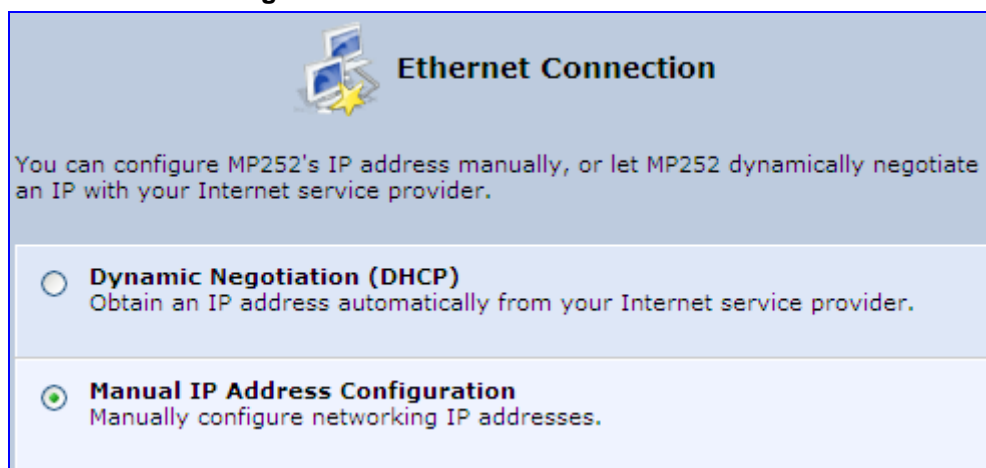 Ethernet Connection
You can configure MP252's IP address manually, or let MP252 dynamically negotiate
an IP with your Internet service provider.
Dynamic Negotiation (DHCP)
Obtain an IP address automatically from your Internet service provider.
Manual IP Address Configuration
Manually configure networking IP addresses.